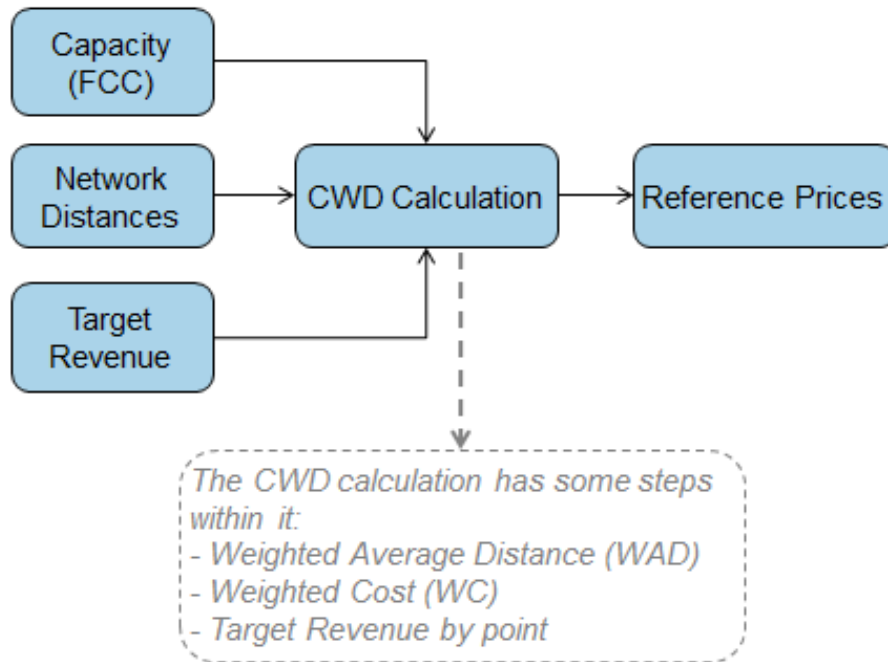 Capacity
(FCC)
Network
Distances
CWD Calculation
Reference Prices
Target
Revenue
The CWD calculation has some steps
within it:
- Weighted Average Distance (WAD)
- Weighted Cost (WC)
- Target Revenue by point